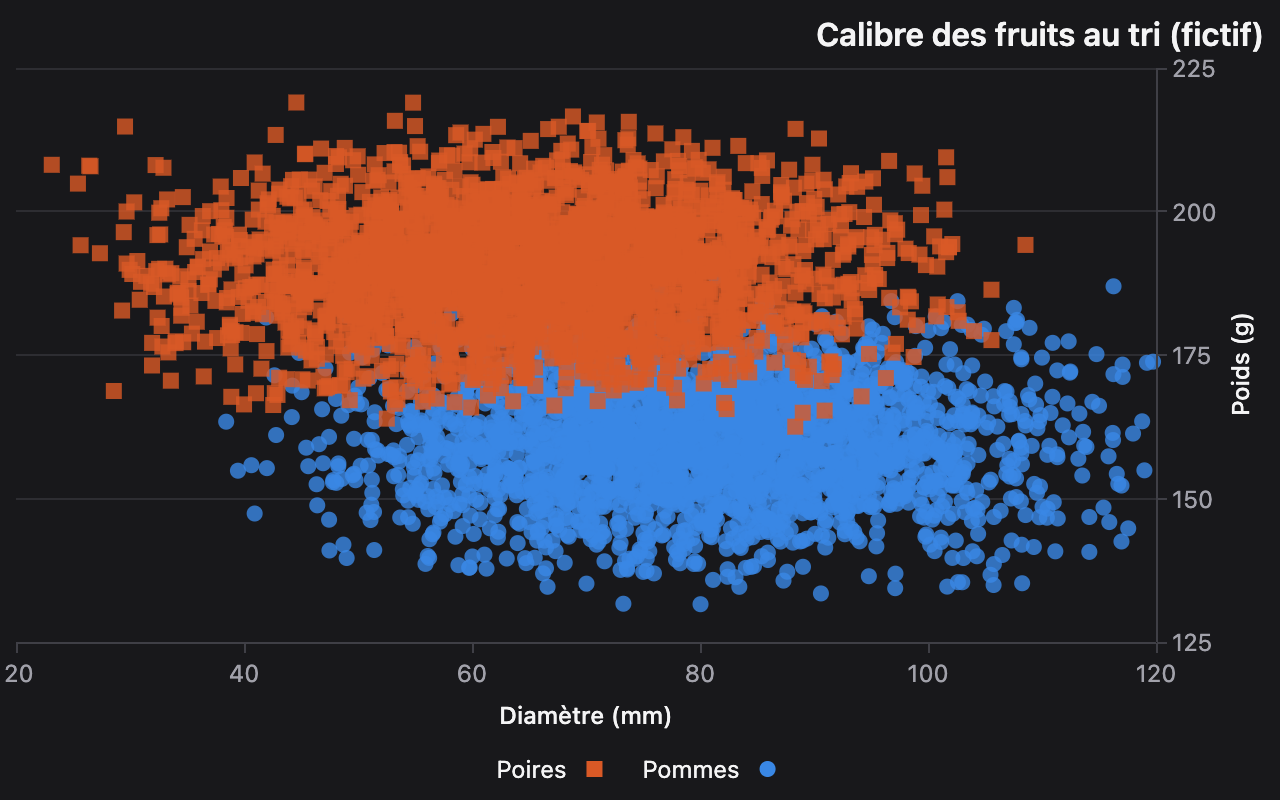 Calibre des fruits au tri (fictif)
225
200
175
150
125
Poids (g)
20 40 60 80 100 120
Diamètre (mm)
Poires Pommes